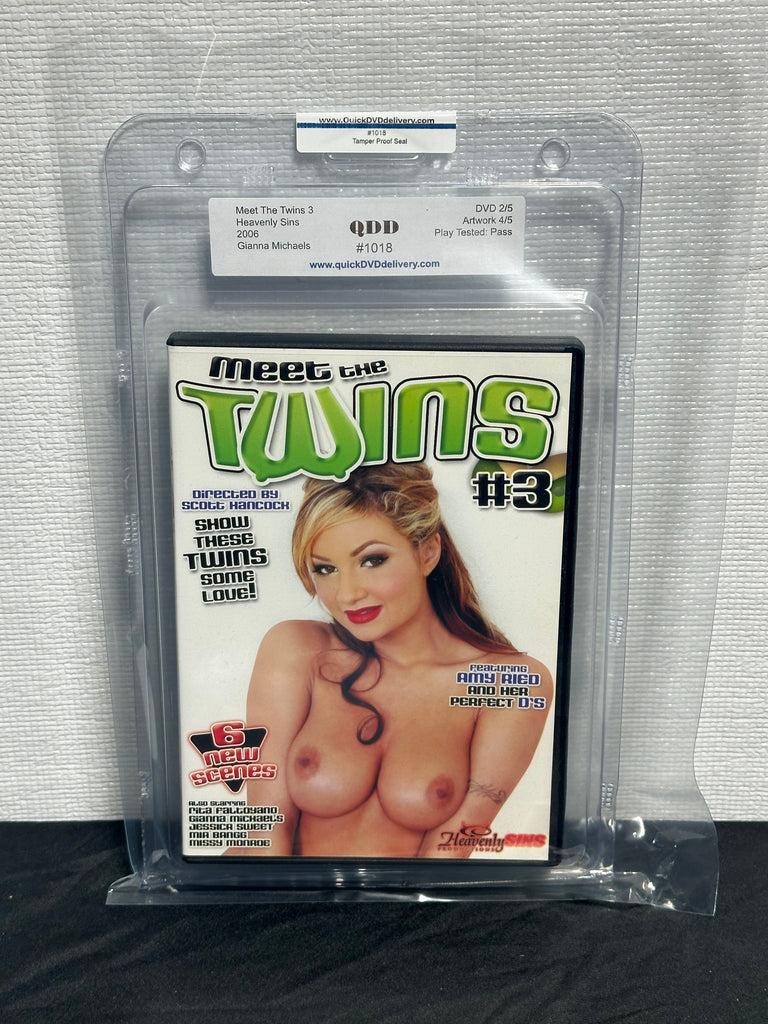 www.QuickDVDdelivery.com
#1018
Tamper Proof Seal
Meet The Twins 3
Heavenly Sins
2006
Gianna Michaels
QDD
#1018
DVD 2/5
Artwork 4/5
Play Tested: Pass
www.quickDVDdelivery.com
meet the
TWINS
#3
Directed by
Scott Hancock
SHOW
THESE
TWINS
SOME
LOVE!
Featuring
AMY RIED
AND HER
PERFECT D'S
6
new
scenes
Also starring
Rita Faltoyano
Gianna Michaels
Jessica Sweet
Mia Bangg
Missy Monroe
Heavenly SINS
PRODUCTIONS